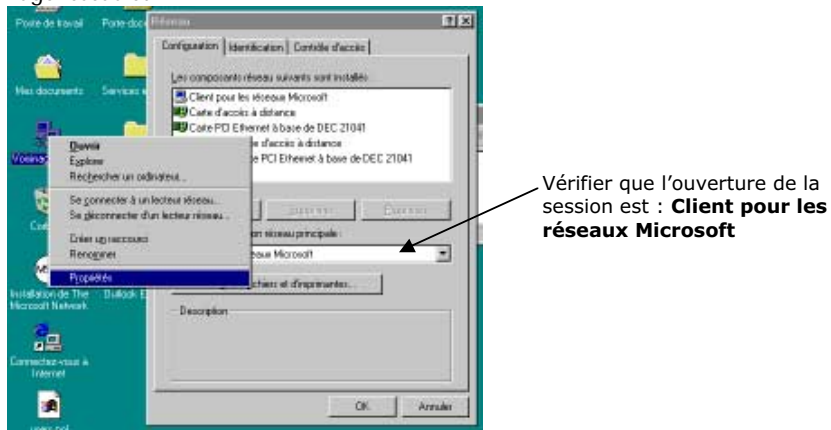 Poste de travail
Porte-doc
Réseau
Configuration
Identification
Contrôle d'accès
Mes documents
Services e
Les composants réseau suivants sont installés
Client pour les réseaux Microsoft
Carte d'accès à distance
Carte PCI Ethernet à base de DEC 21041
d'accès à distance
PCI Ethernet à base de DEC 21041
Voisinag
Ouvrir
Explorer
Rechercher un ordinateur...
Se connecter à un lecteur réseau...
Se déconnecter d'un lecteur réseau...
Créer un raccourci
Renommer
Propriétés
Supprimer
on réseau principale :
eaux Microsoft
chiers et d'imprimantes...
Description
Installation de The
Microsoft Network
Outlook E
Connectez-vous à
Internet
OK
Annuler
Vérifier que l'ouverture de la
session est : Client pour les
réseaux Microsoft